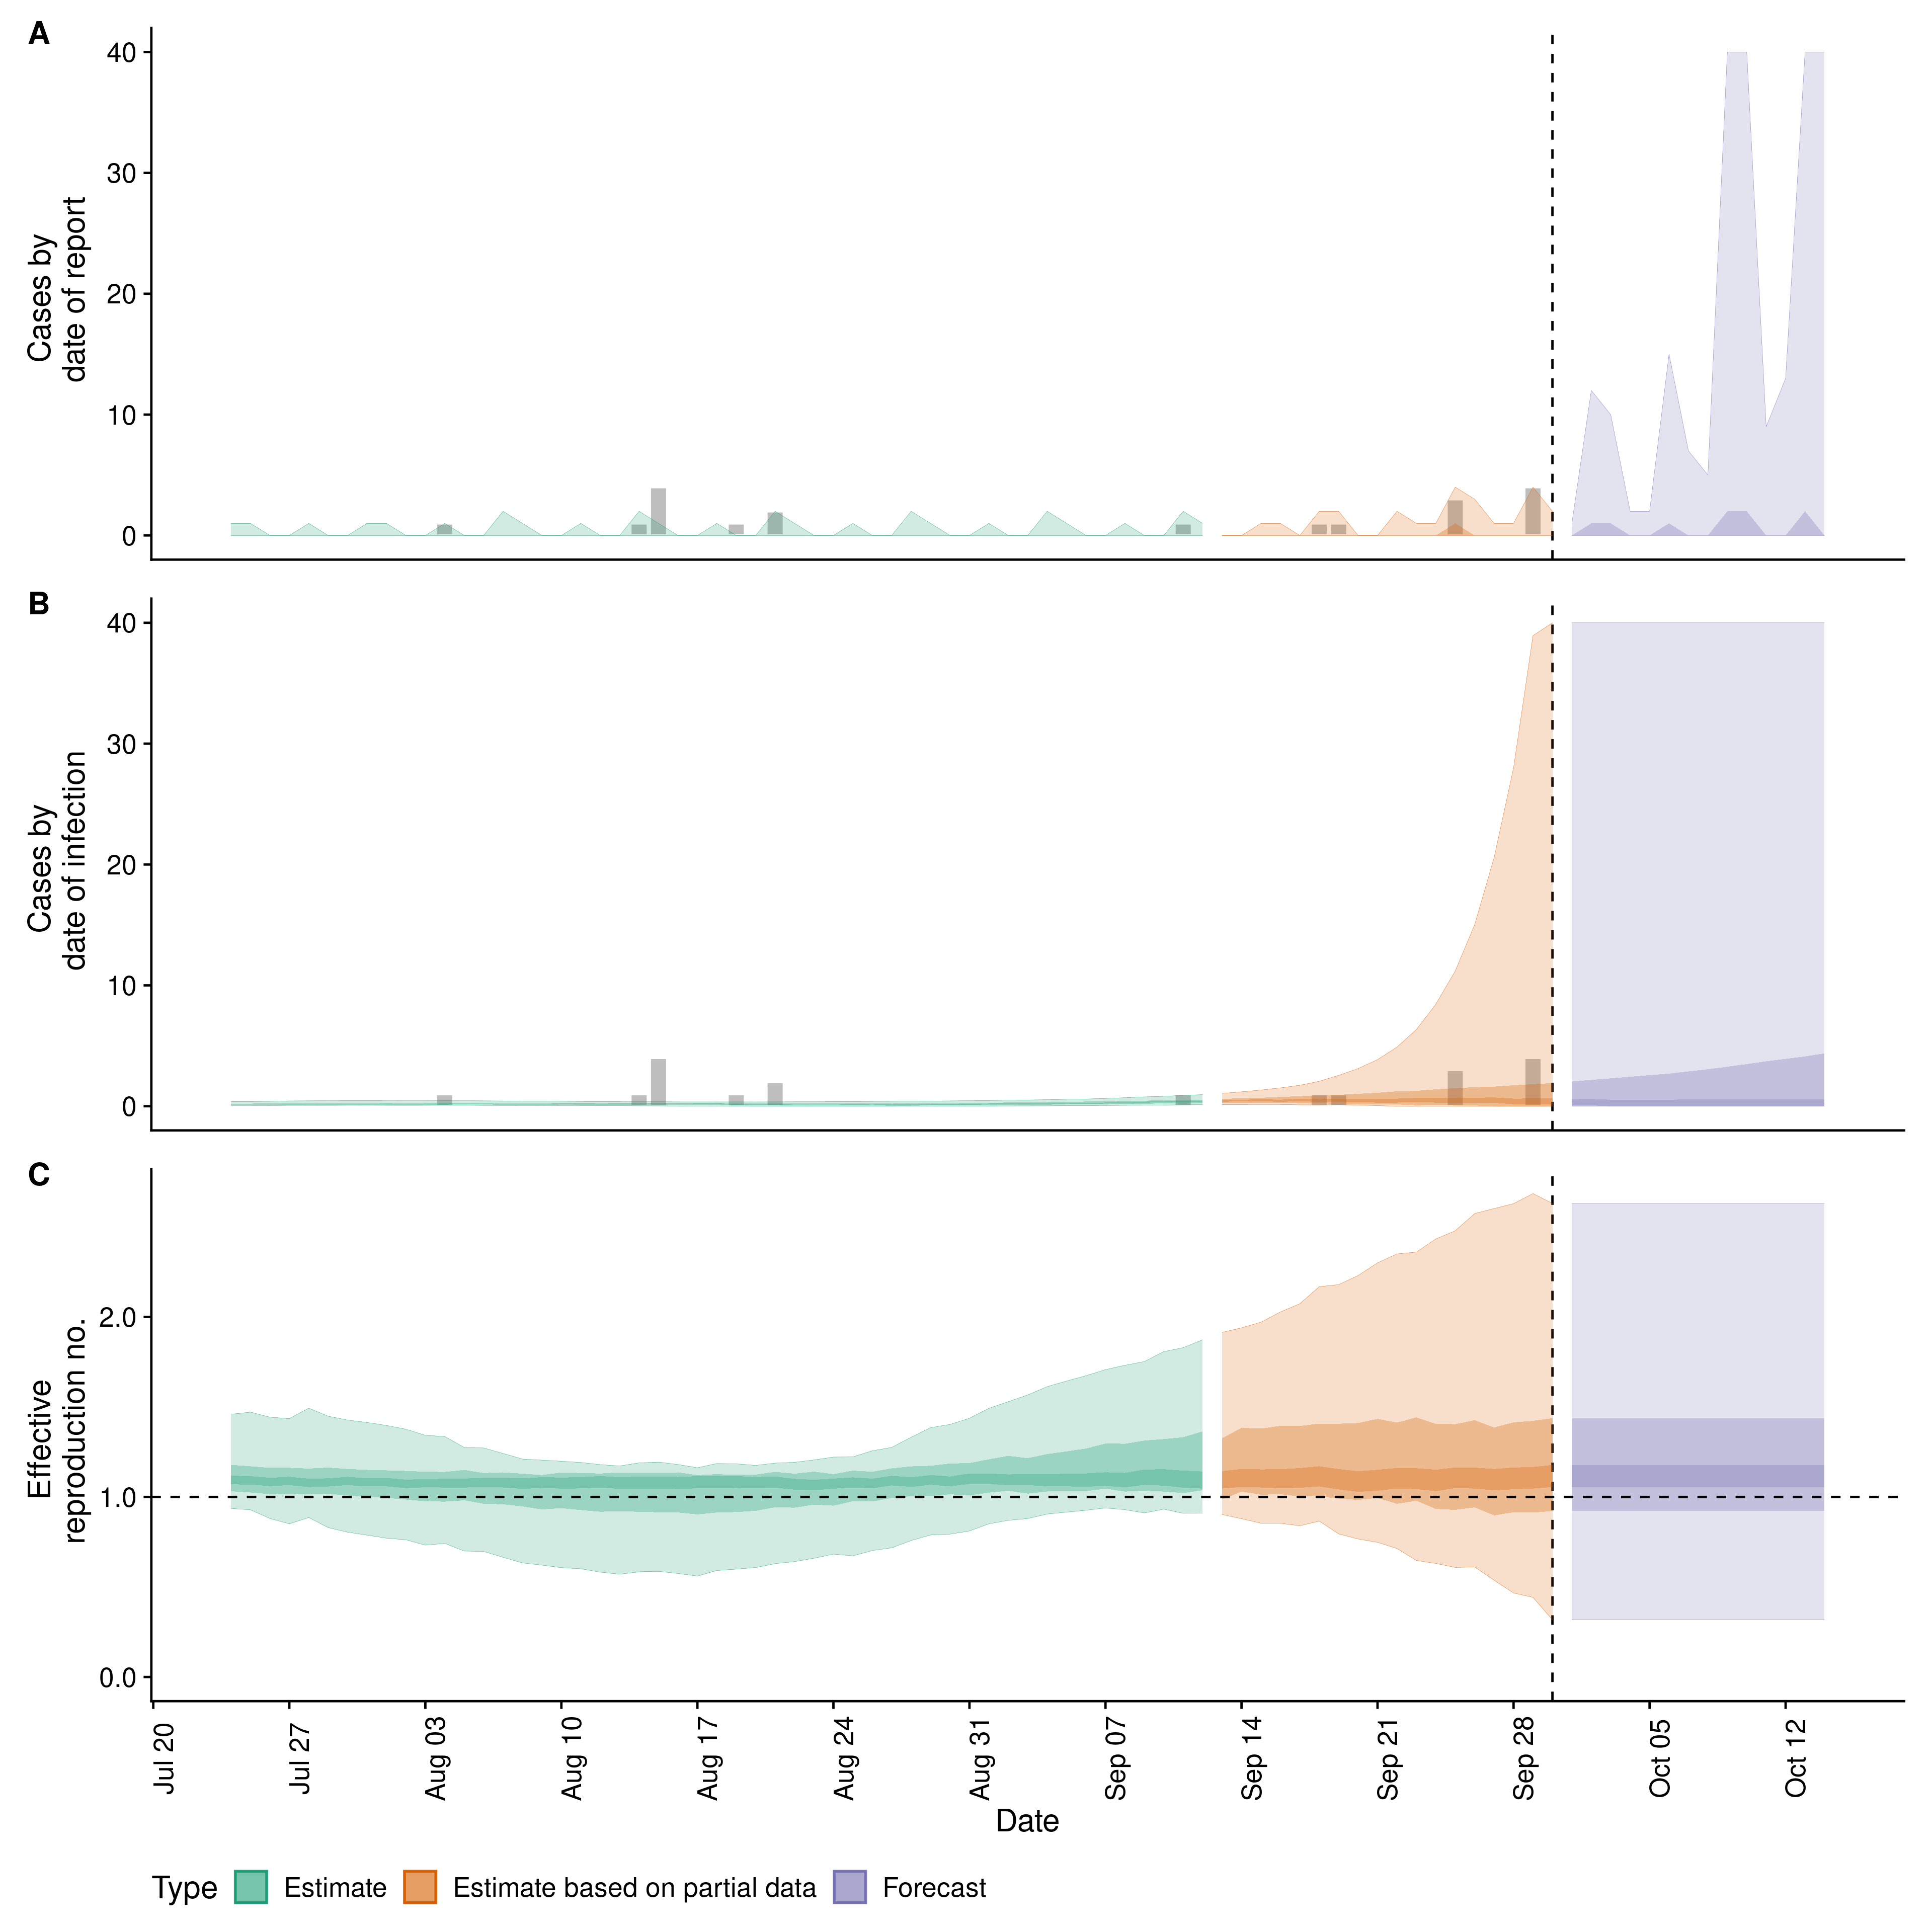 A
40
30
20
10
0
Cases by
date of report
B
40
30
20
10
0
Cases by
date of infection
C
2.0
1.0
0.0
Effective
reproduction no.
Jul 20
Jul 27
Aug 03
Aug 10
Aug 17
Aug 24
Aug 31
Sep 07
Sep 14
Sep 21
Sep 28
Oct 05
Oct 12
Date
Type Estimate Estimate based on partial data Forecast